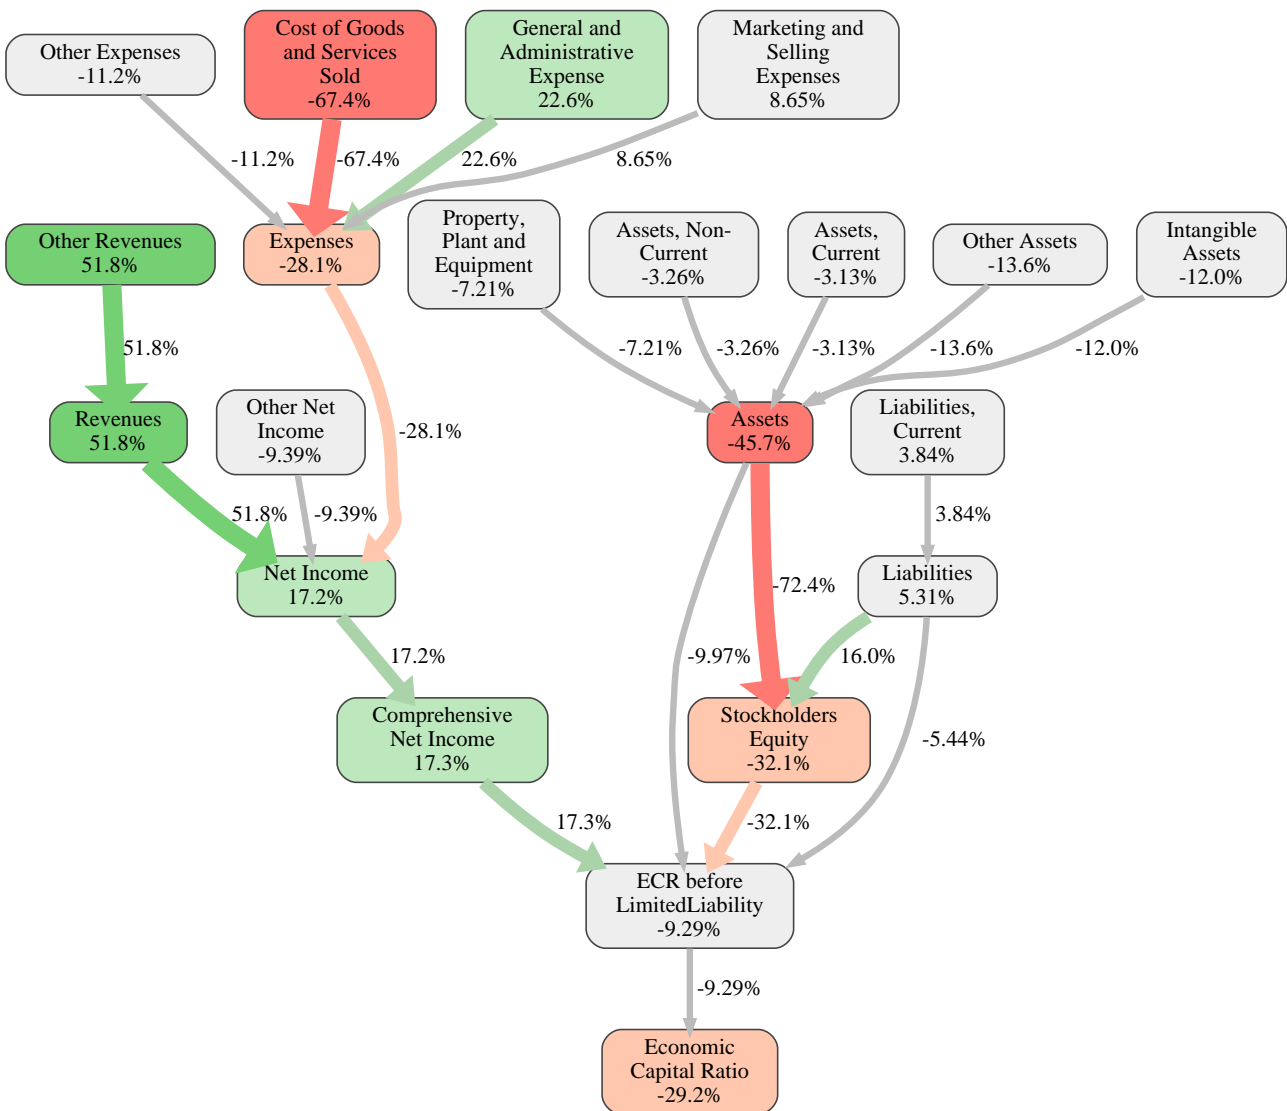 Other Expenses
-11.2%
Cost of Goods
and Services
Sold
-67.4%
General and
Administrative
Expense
22.6%
Marketing and
Selling
Expenses
8.65%
-11.2%
-67.4%
22.6%
8.65%
Other Revenues
51.8%
Expenses
-28.1%
Property,
Plant and
Equipment
-7.21%
Assets, Non-
Current
-3.26%
Assets,
Current
-3.13%
Other Assets
-13.6%
Intangible
Assets
-12.0%
51.8%
-7.21%
-3.26%
-3.13%
-13.6%
-12.0%
Revenues
51.8%
Other Net
Income
-9.39%
-28.1%
Assets
-45.7%
Liabilities,
Current
3.84%
51.8%
-9.39%
3.84%
Net Income
17.2%
-72.4%
Liabilities
5.31%
17.2%
-9.97%
16.0%
Comprehensive
Net Income
17.3%
Stockholders
Equity
-32.1%
-5.44%
17.3%
-32.1%
ECR before
LimitedLiability
-9.29%
-9.29%
Economic
Capital Ratio
-29.2%